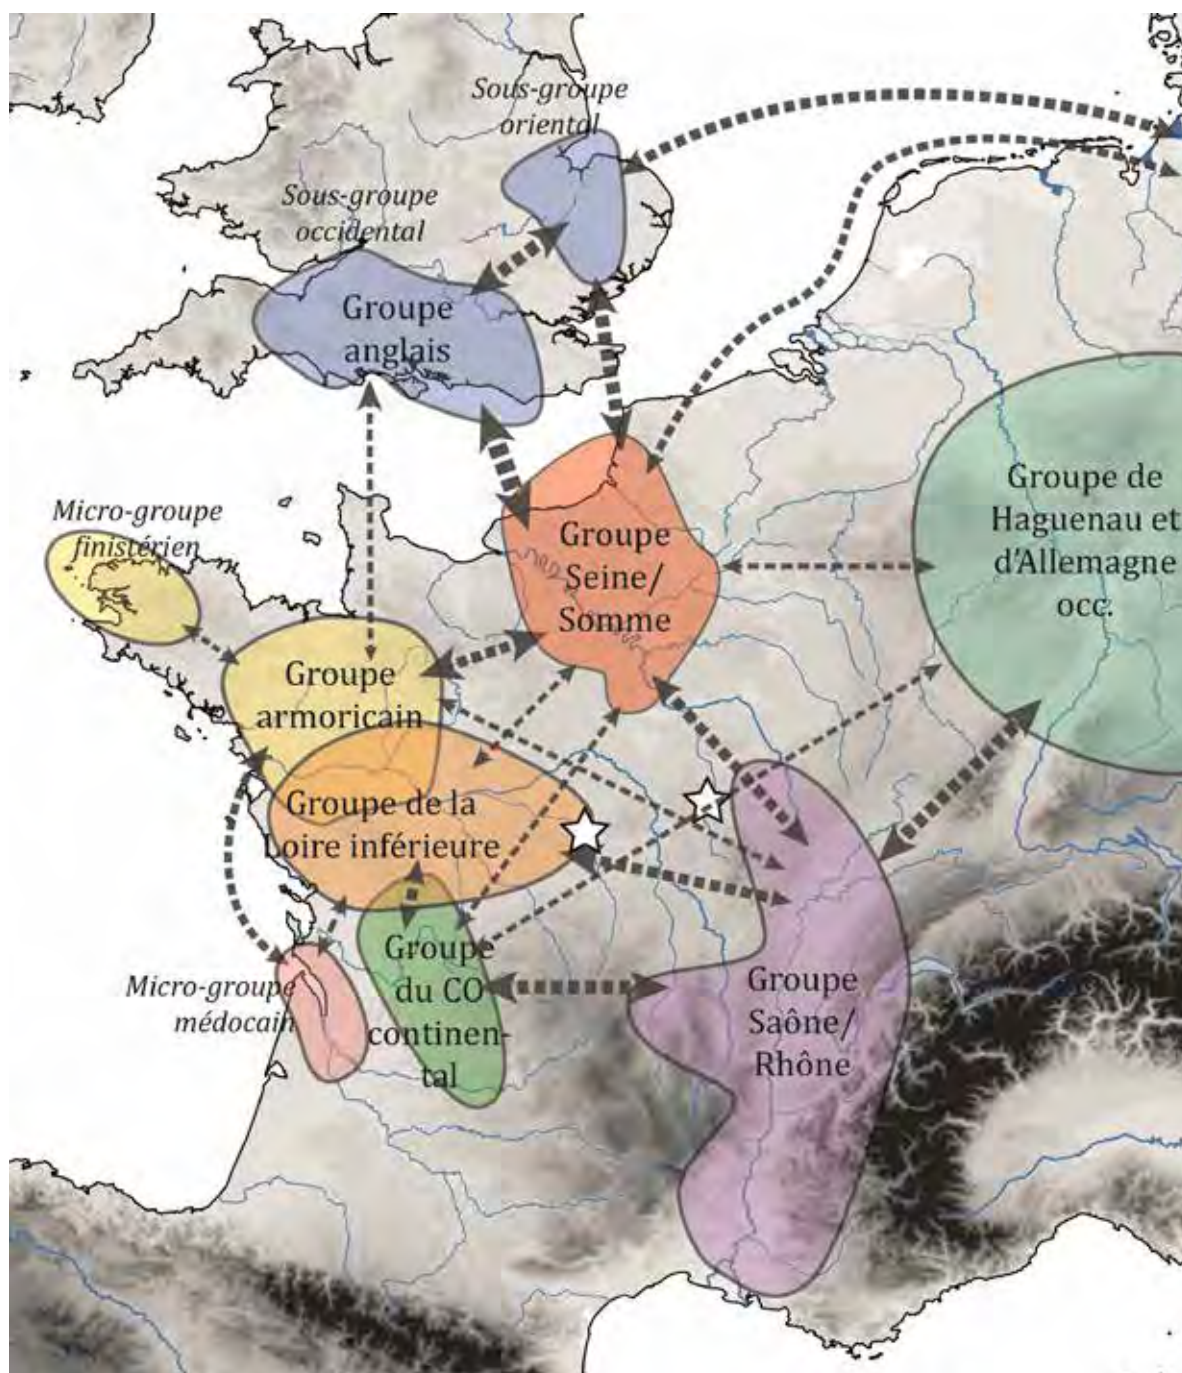 Sous-groupe
oriental
Sous-groupe
occidental
Groupe
anglais
Groupe de
Haguenau et
d'Allemagne
occ.
Micro-groupe
finistérien
Groupe
Seine/
Somme
Groupe
armoricain
Groupe de la
Loire inférieure
Groupe
du CO
continen-
tal
Micro-groupe
médocain
Groupe
Saône/
Rhône